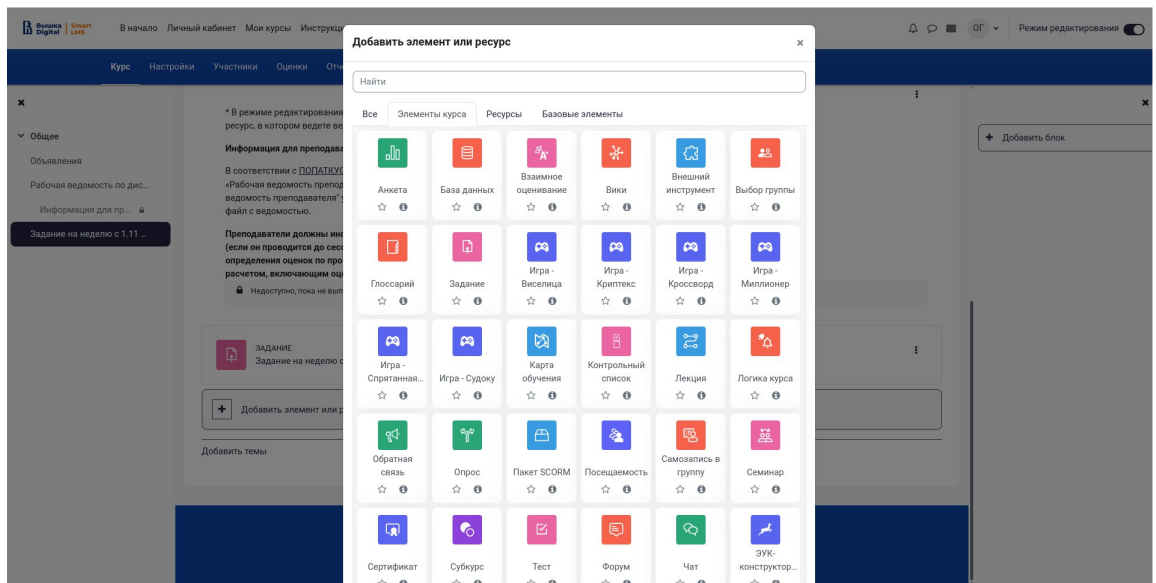 Вышка Digital | Smart LMS
В начало Личный кабинет Мои курсы Инструкц
ОГ Режим редактирования
Курс Настройки Участники Оценки Отч
Общее
Объявления
Рабочая ведомость по дис...
Информация для пр...
Задание на неделю с 1.11 ...
* В режиме редактирования
ресурс, в котором ведете ве
Информация для преподава
В соответствии с ПОПАТКУС
«Рабочая ведомость препод
ведомость преподавателя"
файл с ведомостью.
Преподаватели должны инф
(если он проводится до сесс
определения оценок по про
расчетом, включающим оц
Недоступно, пока не вып
ЗАДАНИЕ
Задание на неделю с
+ Добавить элемент или р
Добавить темы
Добавить элемент или ресурс ×
Найти
Все Элементы курса Ресурсы Базовые элементы
Анкета
База данных
Взаимное оценивание
Вики
Внешний инструмент
Выбор группы
Глоссарий
Задание
Игра - Виселица
Игра - Криптекс
Игра - Кроссворд
Игра - Миллионер
Игра - Спрятанная...
Игра - Судоку
Карта обучения
Контрольный список
Лекция
Логика курса
Обратная связь
Опрос
Пакет SCORM
Посещаемость
Самозапись в группу
Семинар
Сертификат
Субкурс
Тест
Форум
Чат
ЭУК-конструктор...
+ Добавить блок